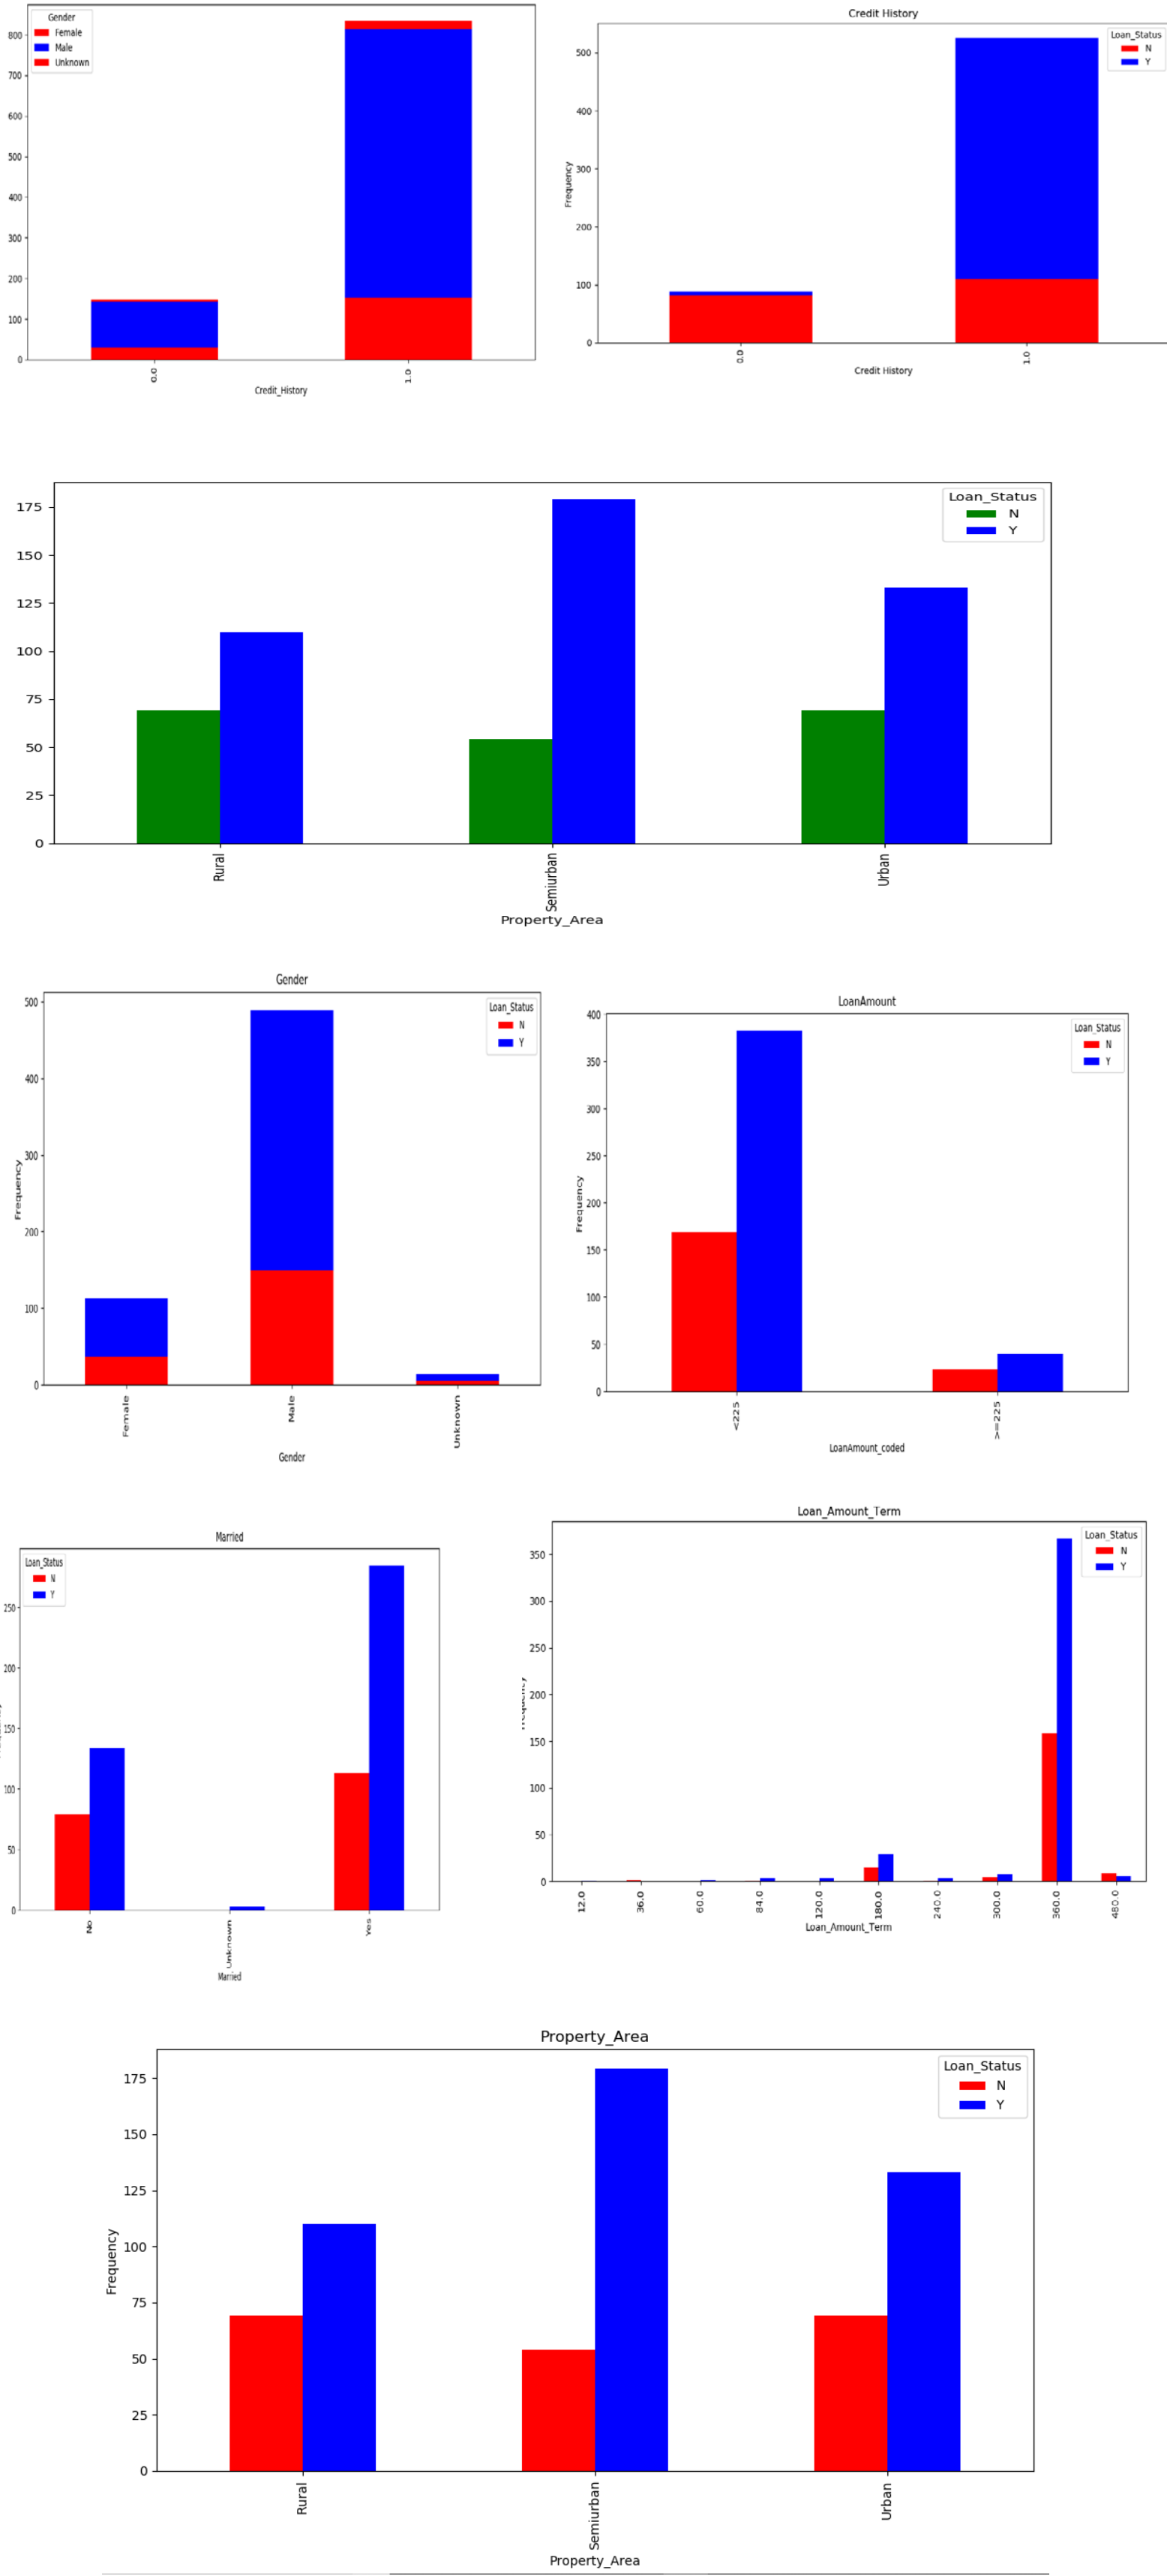 Gender
Female
Male
Unknown
800
700
600
500
400
300
200
100
0
0.0
1.0
Credit_History
Credit History
Loan_Status
N
Y
500
400
300
200
100
0
Frequency
0.0
1.0
Credit History
Loan_Status
N
Y
175
150
125
100
75
50
25
0
Rural
Semiurban
Urban
Property_Area
Gender
Loan_Status
N
Y
500
400
300
200
100
0
Frequency
Female
Male
Unknown
Gender
LoanAmount
Loan_Status
N
Y
400
350
300
250
200
150
100
50
0
Frequency
<225
>=225
LoanAmount_coded
Married
Loan_Status
N
Y
250
200
150
100
50
0
No
Unknown
Yes
Married
Loan_Amount_Term
Loan_Status
N
Y
350
300
250
200
150
100
50
0
12.0
36.0
60.0
84.0
120.0
180.0
240.0
300.0
360.0
480.0
Loan_Amount_Term
Property_Area
Loan_Status
N
Y
175
150
125
100
75
50
25
0
Frequency
Rural
Semiurban
Urban
Property_Area